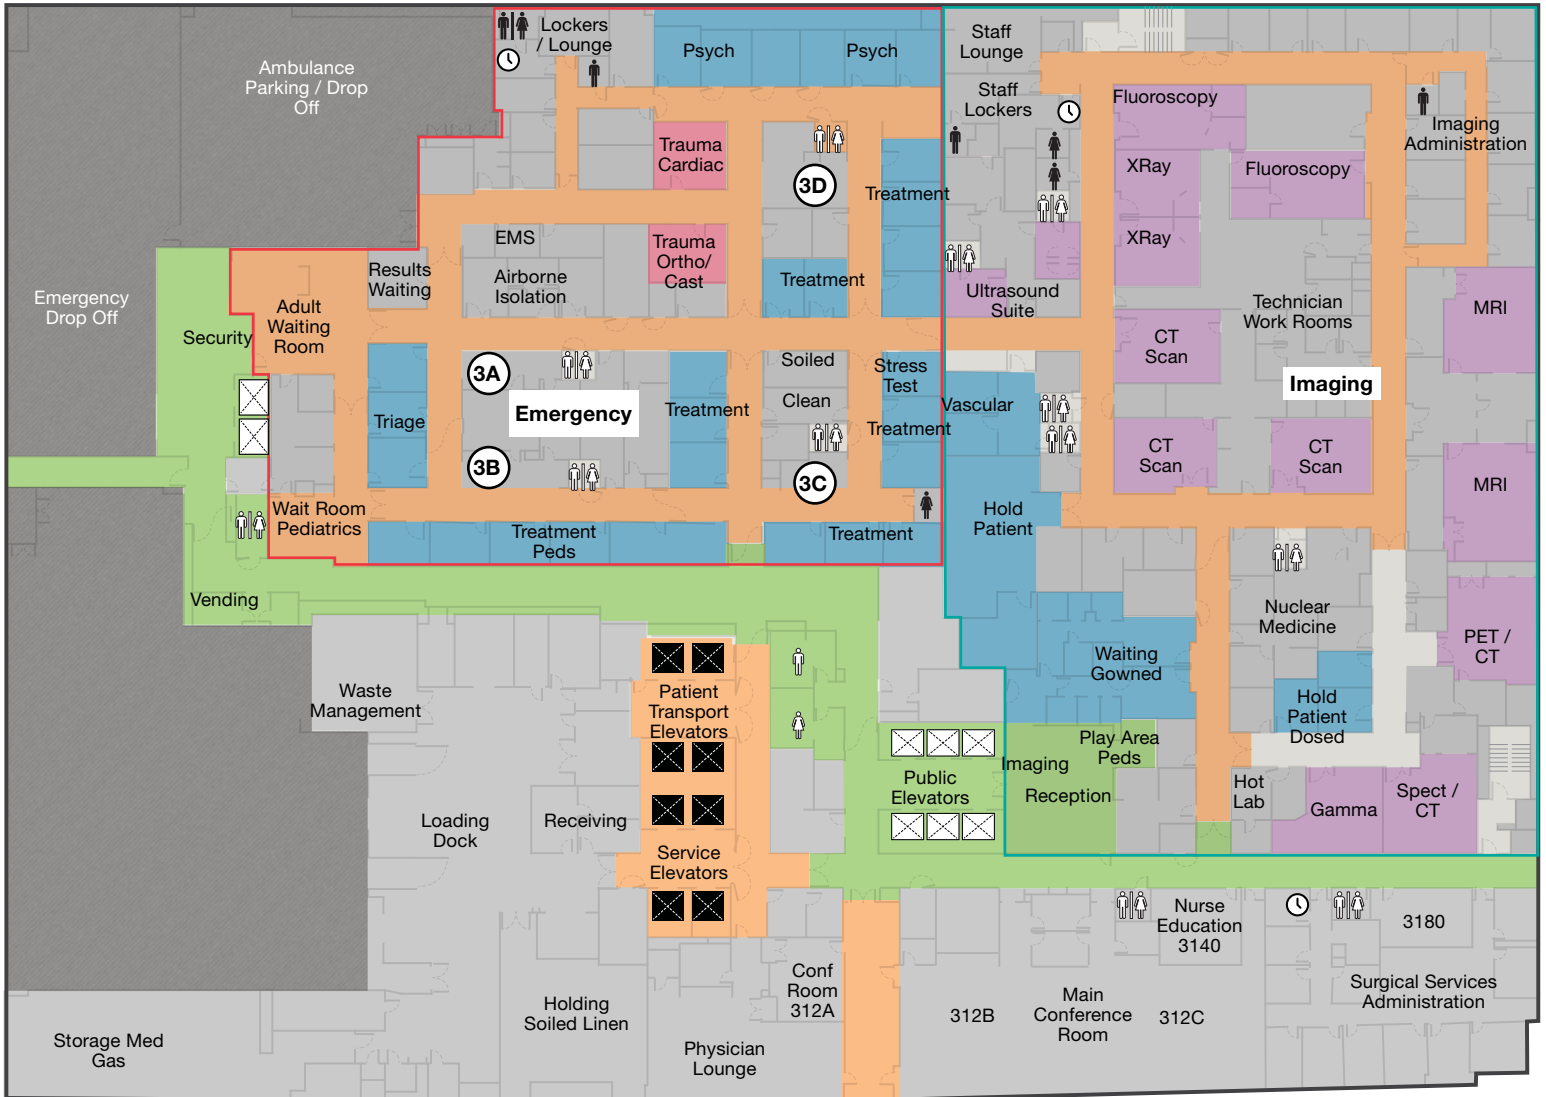 Lockers
/ Lounge
Psych
Psych
Staff
Lounge
Ambulance
Parking / Drop
Off
Staff
Lockers
Fluoroscopy
Imaging
Administration
Trauma
Cardiac
XRay
Fluoroscopy
3D
Treatment
EMS
Trauma
Ortho/
Cast
XRay
Results
Waiting
Airborne
Isolation
Treatment
Ultrasound
Suite
Emergency
Drop Off
Adult
Waiting
Room
Security
Technician
Work Rooms
MRI
CT
Scan
3A
Soiled
Stress
Test
Imaging
Clean
Emergency
Triage
Treatment
Vascular
Treatment
3B
3C
CT
Scan
CT
Scan
MRI
Wait Room
Pediatrics
Treatment
Peds
Treatment
Hold
Patient
Vending
Nuclear
Medicine
PET /
CT
Waiting
Gowned
Waste
Management
Patient
Transport
Elevators
Hold
Patient
Dosed
Play Area
Peds
Imaging
Reception
Public
Elevators
Hot
Lab
Gamma
Spect /
CT
Loading
Dock
Receiving
Service
Elevators
Nurse
Education
3140
3180
Conf
Room
312A
Surgical Services
Administration
Holding
Soiled Linen
312B
Main
Conference
Room
312C
Storage Med
Gas
Physician
Lounge